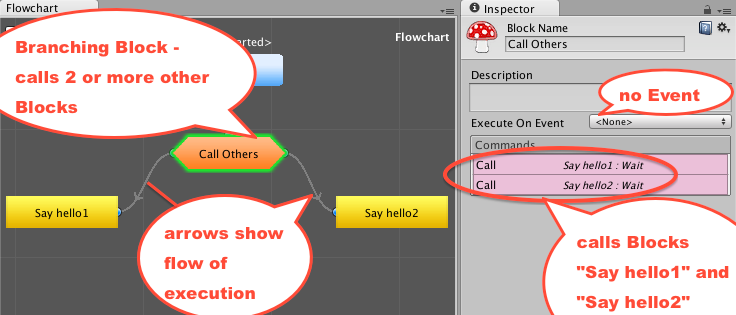 Flowchart
Branching Block -
calls 2 or more other
Blocks
arted>
Flowchart
Call Others
Say hello1
Say hello2
arrows show
flow of
execution
Inspector
Block Name
Call Others
Description
no Event
Execute On Event
<None>
Commands
Call Say hello1 : Wait
Call Say hello2 : Wait
calls Blocks
"Say hello1" and
"Say hello2"